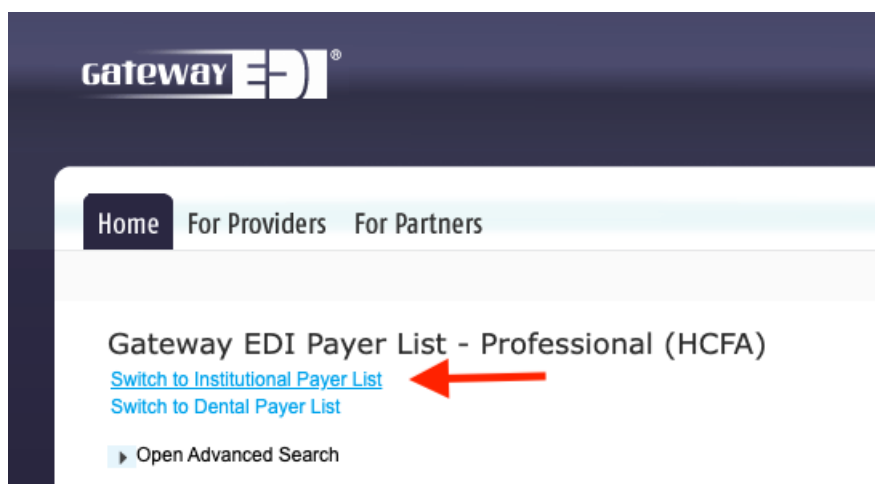 Gateway EDI®
Home For Providers For Partners
Gateway EDI Payer List - Professional (HCFA)
Switch to Institutional Payer List
Switch to Dental Payer List
Open Advanced Search